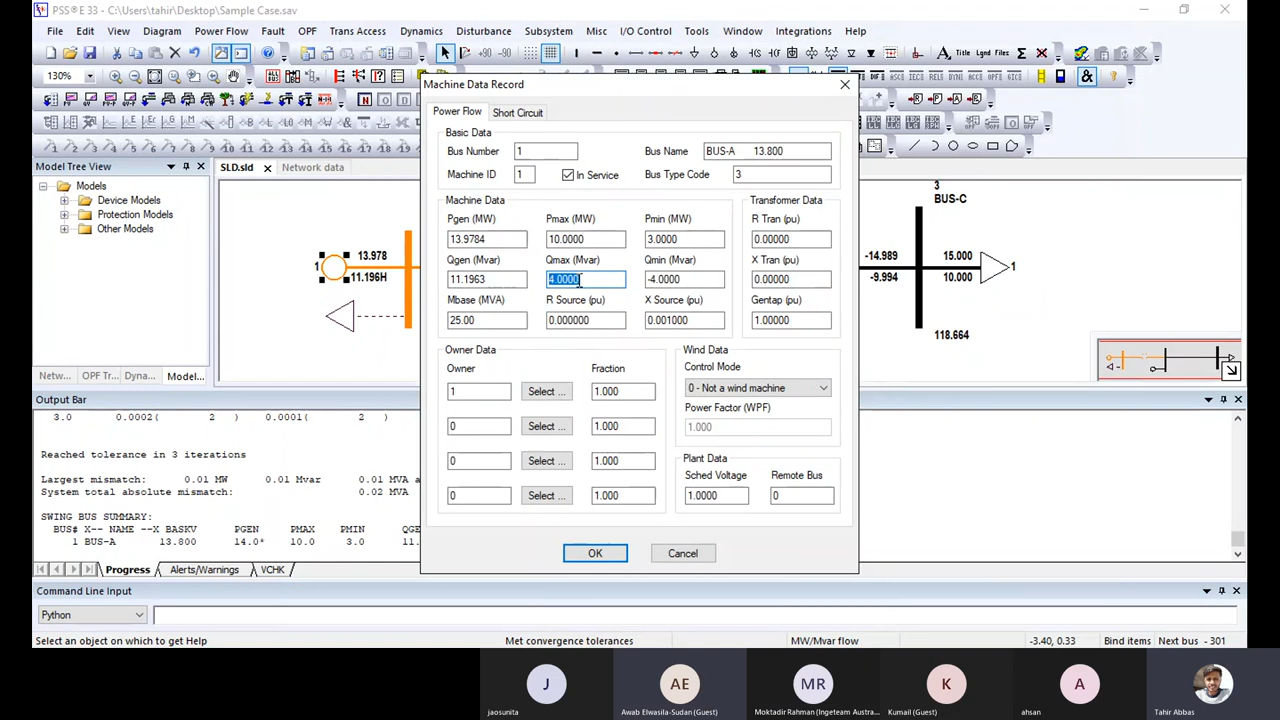 PSS®E 33 - C:\Users\tahir\Desktop\Sample Case.sav
File Edit View Diagram Power Flow Fault OPF Trans Access Dynamics Disturbance Subsystem Misc I/O Control Tools Window Integrations Help
130%
Machine Data Record
Power Flow Short Circuit
Basic Data
Bus Number 1 Bus Name BUS-A 13.800
Machine ID 1 In Service Bus Type Code 3
Machine Data Transformer Data
Pgen (MW) Pmax (MW) Pmin (MW) R Tran (pu)
13.9784 10.0000 3.0000 0.00000
Qgen (Mvar) Qmax (Mvar) Qmin (Mvar) X Tran (pu)
11.1963 4.0000 -4.0000 0.00000
Mbase (MVA) R Source (pu) X Source (pu) Gentap (pu)
25.00 0.000000 0.001000 1.00000
Owner Data Wind Data
Owner Fraction Control Mode
1 Select ... 1.000 0 - Not a wind machine
Power Factor (WPF)
0 Select ... 1.000 1.000
0 Select ... 1.000 Plant Data
Sched Voltage Remote Bus
0 Select ... 1.000 1.0000 0
OK Cancel
Model Tree View
Models
Device Models
Protection Models
Other Models
Netw... OPF Tr... Dyna... Model...
SLD.sld Network data
1 13.978
11.196H
3
BUS-C
-14.989 15.000
-9.994 10.000 1
118.664
Output Bar
3.0 0.0002( 2 ) 0.0001( 2 )
Reached tolerance in 3 iterations
Largest mismatch: 0.01 MW 0.01 Mvar 0.01 MVA
System total absolute mismatch: 0.02 MVA
SWING BUS SUMMARY:
BUS# X-- NAME --X BASKV PGEN PMAX PMIN
1 BUS-A 13.800 14.0* 10.0 3.0
Progress Alerts/Warnings VCHK
Command Line Input
Python
Select an object on which to get Help Met convergence tolerances MW/Mvar flow -3.40, 0.33 Bind items Next bus - 301
J AE MR K A
jaosunita Awab Elwasila-Sudan (Guest) Moktadir Rahman (Ingeteam Austra... Kumail (Guest) ahsan Tahir Abbas